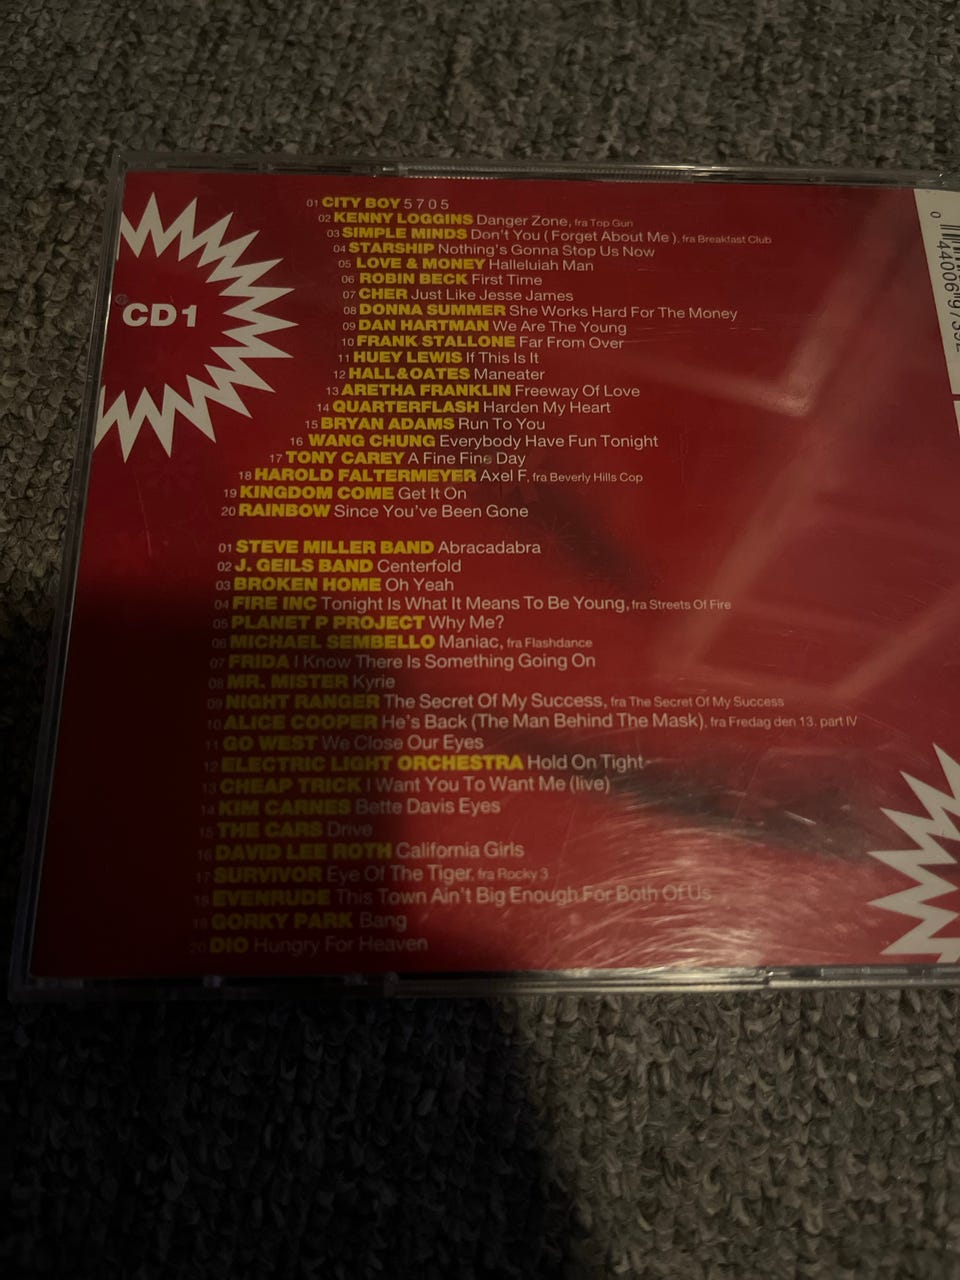 CD 1
01 CITY BOY 5 7 0 5
02 KENNY LOGGINS Danger Zone, fra Top Gun
03 SIMPLE MINDS Don't You ( Forget About Me ), fra Breakfast Club
04 STARSHIP Nothing's Gonna Stop Us Now
05 LOVE & MONEY Halleluiah Man
06 ROBIN BECK First Time
07 CHER Just Like Jesse James
08 DONNA SUMMER She Works Hard For The Money
09 DAN HARTMAN We Are The Young
10 FRANK STALLONE Far From Over
11 HUEY LEWIS If This Is It
12 HALL&OATES Maneater
13 ARETHA FRANKLIN Freeway Of Love
14 QUARTERFLASH Harden My Heart
15 BRYAN ADAMS Run To You
16 WANG CHUNG Everybody Have Fun Tonight
17 TONY CAREY A Fine Fine Day
18 HAROLD FALTERMEYER Axel F, fra Beverly Hills Cop
19 KINGDOM COME Get It On
20 RAINBOW Since You've Been Gone
01 STEVE MILLER BAND Abracadabra
02 J. GEILS BAND Centerfold
03 BROKEN HOME Oh Yeah
04 FIRE INC Tonight Is What It Means To Be Young, fra Streets Of Fire
05 PLANET P PROJECT Why Me?
06 MICHAEL SEMBELLO Maniac, fra Flashdance
07 FRIDA I Know There Is Something Going On
08 MR. MISTER Kyrie
09 NIGHT RANGER The Secret Of My Success, fra The Secret Of My Success
10 ALICE COOPER He's Back (The Man Behind The Mask), fra Fredag den 13. part IV
11 GO WEST We Close Our Eyes
12 ELECTRIC LIGHT ORCHESTRA Hold On Tight
13 CHEAP TRICK I Want You To Want Me (live)
14 KIM CARNES Bette Davis Eyes
15 THE CARS Drive
16 DAVID LEE ROTH California Girls
17 SURVIVOR Eye Of The Tiger, fra Rocky 3
18 EVENRUDE This Town Ain't Big Enough For Both Of Us
19 GORKY PARK Bang
20 DIO Hungry For Heaven